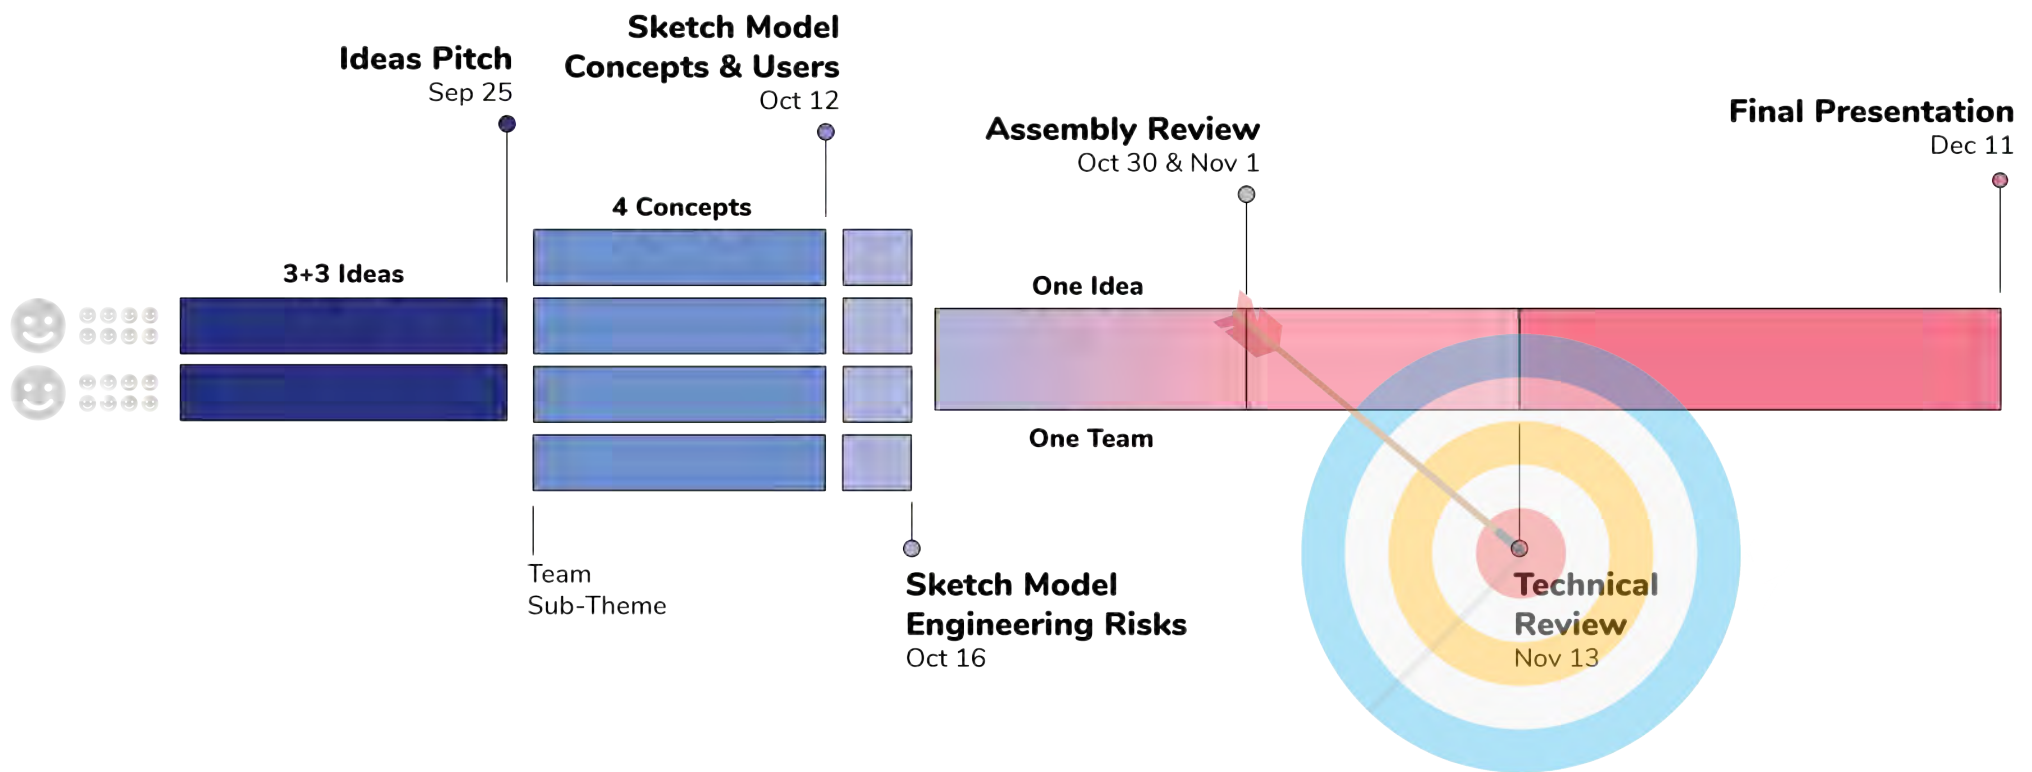 Ideas Pitch
Sep 25
Sketch Model
Concepts & Users
Oct 12
Assembly Review
Oct 30 & Nov 1
Final Presentation
Dec 11
3+3 Ideas
4 Concepts
One Idea
One Team
Team
Sub-Theme
Sketch Model
Engineering Risks
Oct 16
Technical
Review
Nov 13